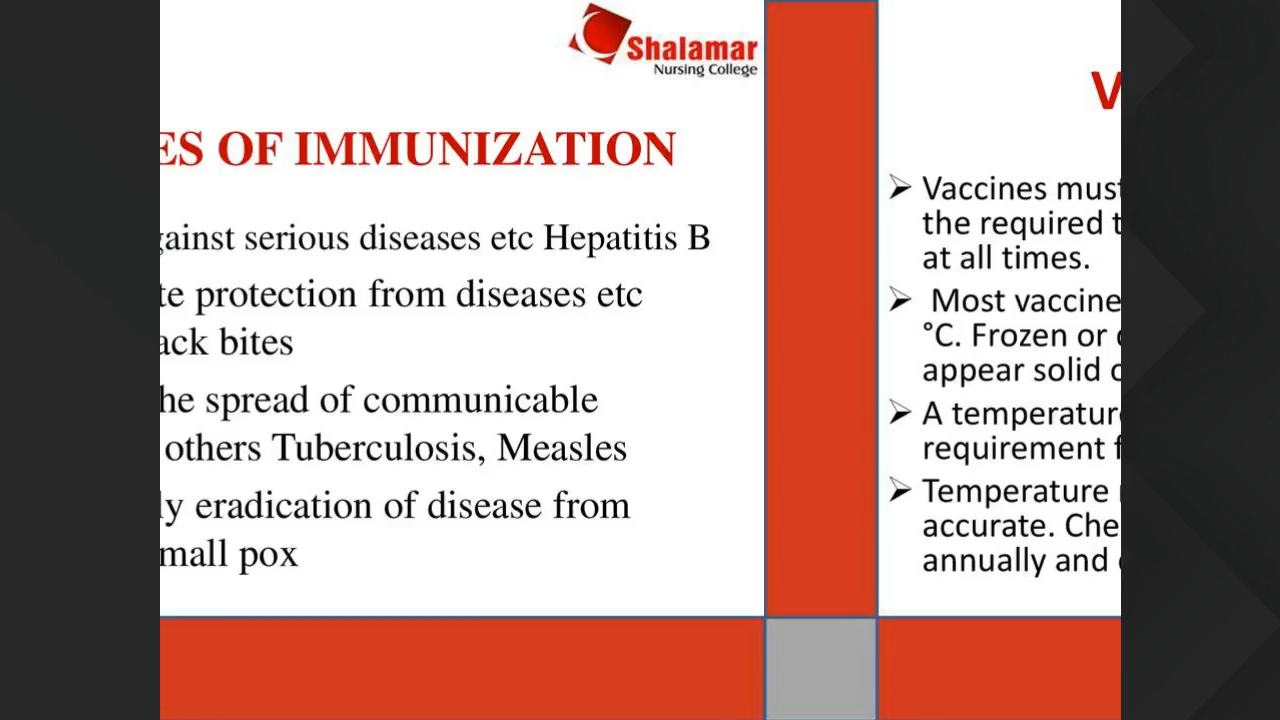 Shalamar
Nursing College
ES OF IMMUNIZATION
gainst serious diseases etc Hepatitis B
te protection from diseases etc
ack bites
he spread of communicable
others Tuberculosis, Measles
ly eradication of disease from
mall pox
V
Vaccines must
the required t
at all times.
Most vaccine
°C. Frozen or
appear solid
A temperature
requirement f
Temperature
accurate. Che
annually and